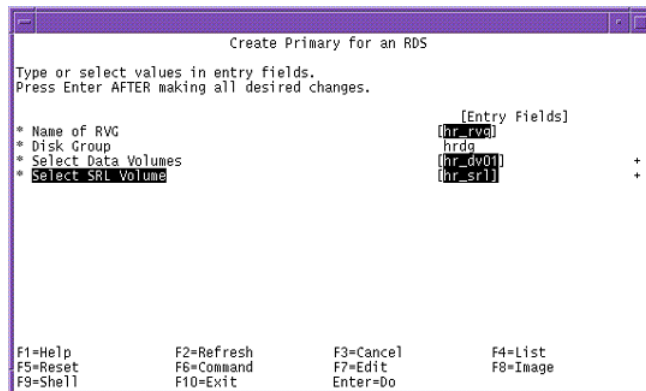 Create Primary for an RDS
Type or select values in entry fields.
Press Enter AFTER making all desired changes.
[Entry Fields]
* Name of RVG [hr_rvg]
* Disk Group hrdg
* Select Data Volumes [hr_dv01] +
* Select SRL Volume [hr_srl] +
F1=Help F2=Refresh F3=Cancel F4=List
F5=Reset F6=Command F7=Edit F8=Image
F9=Shell F10=Exit Enter=Do